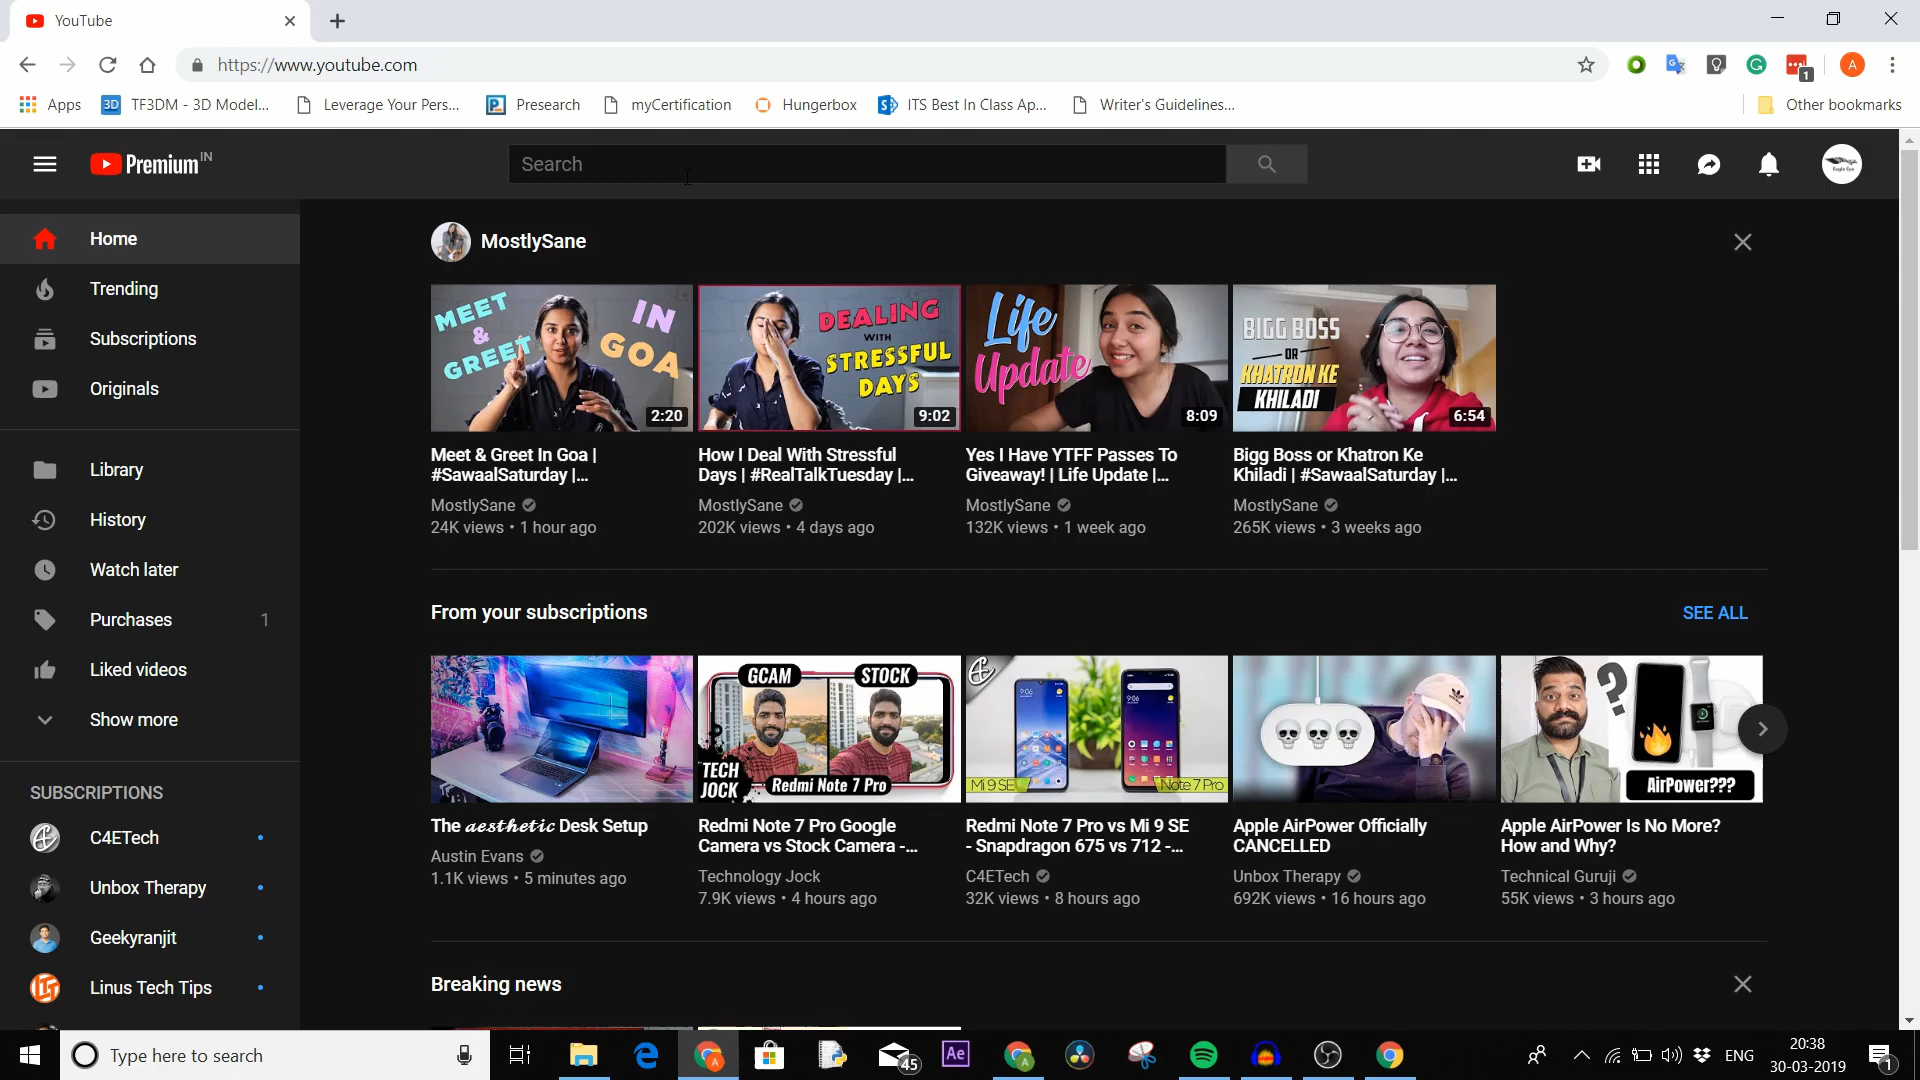 YouTube
https://www.youtube.com
A
1
Apps
TF3DM - 3D Model...
Leverage Your Pers...
Presearch
myCertification
Hungerbox
ITS Best In Class Ap...
Writer's Guidelines...
Other bookmarks
Premium IN
Search
Home
Trending
Subscriptions
Originals
Library
History
Watch later
Purchases 1
Liked videos
Show more
SUBSCRIPTIONS
C4ETech
Unbox Therapy
Geekyranjit
Linus Tech Tips
MostlySane
MEET & GREET IN GOA
2:20
Meet & Greet In Goa |
#SawaalSaturday |...
MostlySane
24K views • 1 hour ago
DEALING WITH STRESSFUL DAYS
9:02
How I Deal With Stressful
Days | #RealTalkTuesday |...
MostlySane
202K views • 4 days ago
Life Update
8:09
Yes I Have YTFF Passes To
Giveaway! | Life Update |...
MostlySane
132K views • 1 week ago
BIGG BOSS
OR
KHATRON KE
KHILADI
6:54
Bigg Boss or Khatron Ke
Khiladi | #SawaalSaturday |...
MostlySane
265K views • 3 weeks ago
From your subscriptions
SEE ALL
The aesthetic Desk Setup
Austin Evans
1.1K views • 5 minutes ago
GCAM STOCK
TECH JOCK
Redmi Note 7 Pro
Redmi Note 7 Pro Google
Camera vs Stock Camera -...
Technology Jock
7.9K views • 4 hours ago
Mi 9 SE Note 7 Pro
Redmi Note 7 Pro vs Mi 9 SE
- Snapdragon 675 vs 712 -...
C4ETech
32K views • 8 hours ago
Apple AirPower Officially
CANCELLED
Unbox Therapy
692K views • 16 hours ago
?
AirPower???
Apple AirPower Is No More?
How and Why?
Technical Guruji
55K views • 3 hours ago
Breaking news
Type here to search
45
Ae
ENG
20:38
30-03-2019
1